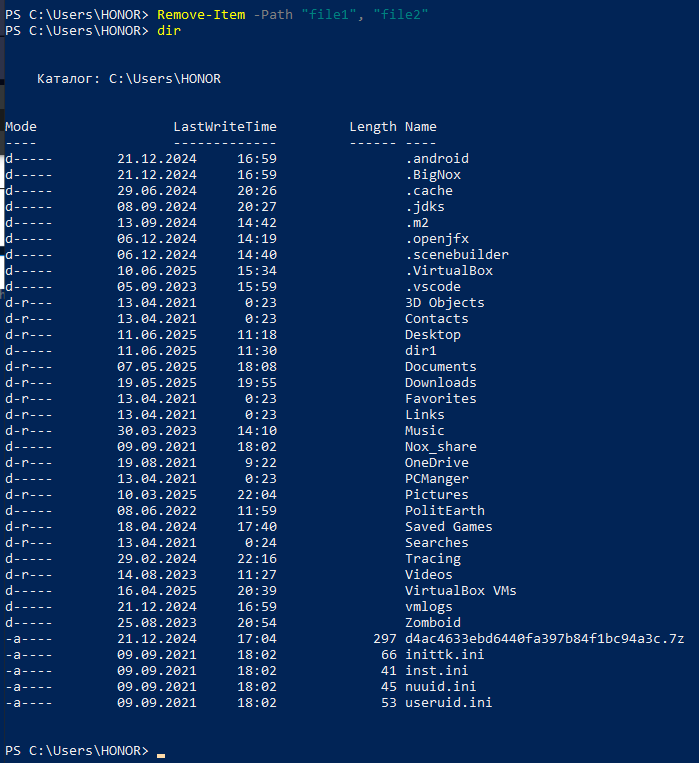 PS C:\Users\HONOR> Remove-Item -Path "file1", "file2"
PS C:\Users\HONOR> dir
Каталог: C:\Users\HONOR
Mode LastWriteTime Length Name
---- ------------- ------ ----
d----- 21.12.2024 16:59 .android
d----- 21.12.2024 16:59 .BigNox
d----- 29.06.2024 20:26 .cache
d----- 08.09.2024 20:27 .jdks
d----- 13.09.2024 14:42 .m2
d----- 06.12.2024 14:19 .openjfx
d----- 06.12.2024 14:40 .scenebuilder
d----- 10.06.2025 15:34 .VirtualBox
d----- 05.09.2023 15:59 .vscode
d-r--- 13.04.2021 0:23 3D Objects
d-r--- 13.04.2021 0:23 Contacts
d-r--- 11.06.2025 11:18 Desktop
d----- 11.06.2025 11:30 dir1
d-r--- 07.05.2025 18:08 Documents
d-r--- 19.05.2025 19:55 Downloads
d-r--- 13.04.2021 0:23 Favorites
d-r--- 13.04.2021 0:23 Links
d-r--- 30.03.2023 14:10 Music
d----- 09.09.2021 18:02 Nox_share
d-r--- 19.08.2021 9:22 OneDrive
d----- 13.04.2021 0:23 PCManger
d-r--- 10.03.2025 22:04 Pictures
d----- 08.06.2022 11:59 PolitEarth
d-r--- 18.04.2024 17:40 Saved Games
d-r--- 13.04.2021 0:24 Searches
d----- 29.02.2024 22:16 Tracing
d-r--- 14.08.2023 11:27 Videos
d----- 16.04.2025 20:39 VirtualBox VMs
d----- 21.12.2024 16:59 vmlogs
d----- 25.08.2023 20:54 Zomboid
-a---- 21.12.2024 17:04 297 d4ac4633ebd6440fa397b84f1bc94a3c.7z
-a---- 09.09.2021 18:02 66 inittk.ini
-a---- 09.09.2021 18:02 41 inst.ini
-a---- 09.09.2021 18:02 45 nuuid.ini
-a---- 09.09.2021 18:02 53 useruid.ini
PS C:\Users\HONOR>